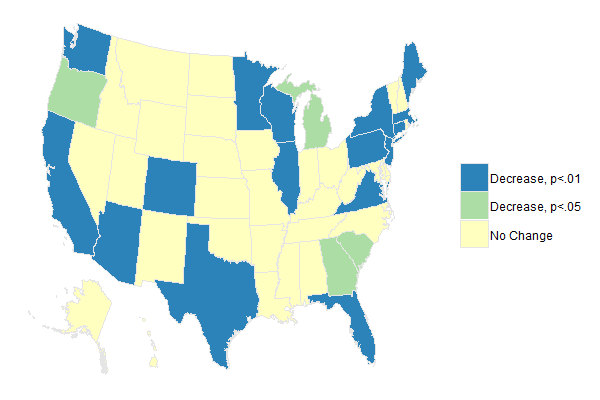 Decrease, p<.01
Decrease, p<.05
No Change